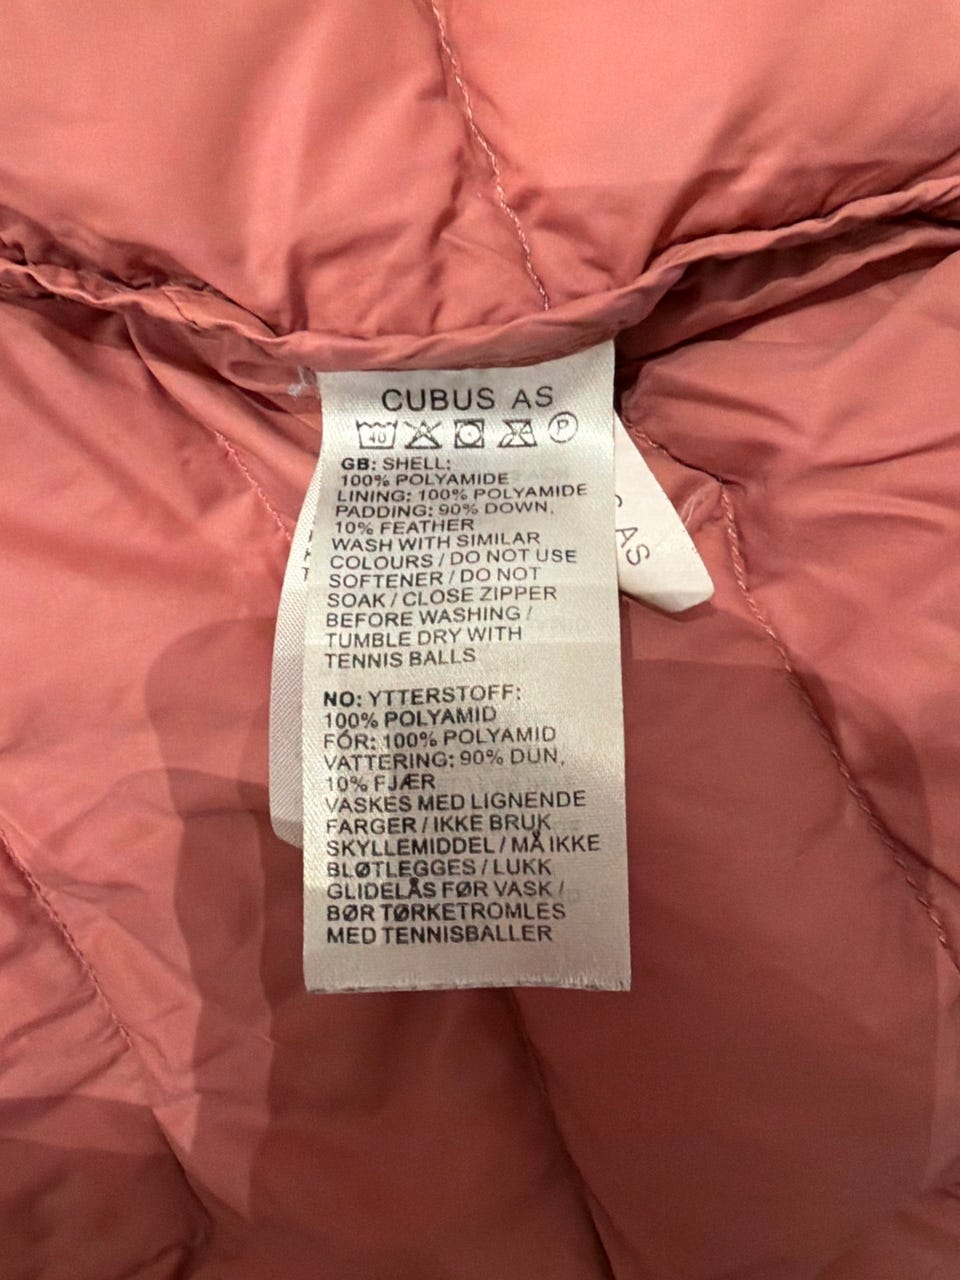 CUBUS AS
40 P
GB: SHELL:
100% POLYAMIDE
LINING: 100% POLYAMIDE
PADDING: 90% DOWN,
10% FEATHER
WASH WITH SIMILAR
COLOURS / DO NOT USE
SOFTENER / DO NOT
SOAK / CLOSE ZIPPER
BEFORE WASHING /
TUMBLE DRY WITH
TENNIS BALLS
NO: YTTERSTOFF:
100% POLYAMID
FÓR: 100% POLYAMID
VATTERING: 90% DUN,
10% FJÆR
VASKES MED LIGNENDE
FARGER / IKKE BRUK
SKYLLEMIDDEL / MÅ IKKE
BLØTLEGGES / LUKK
GLIDELÅS FØR VASK /
BØR TØRKETROMLES
MED TENNISBALLER
AS